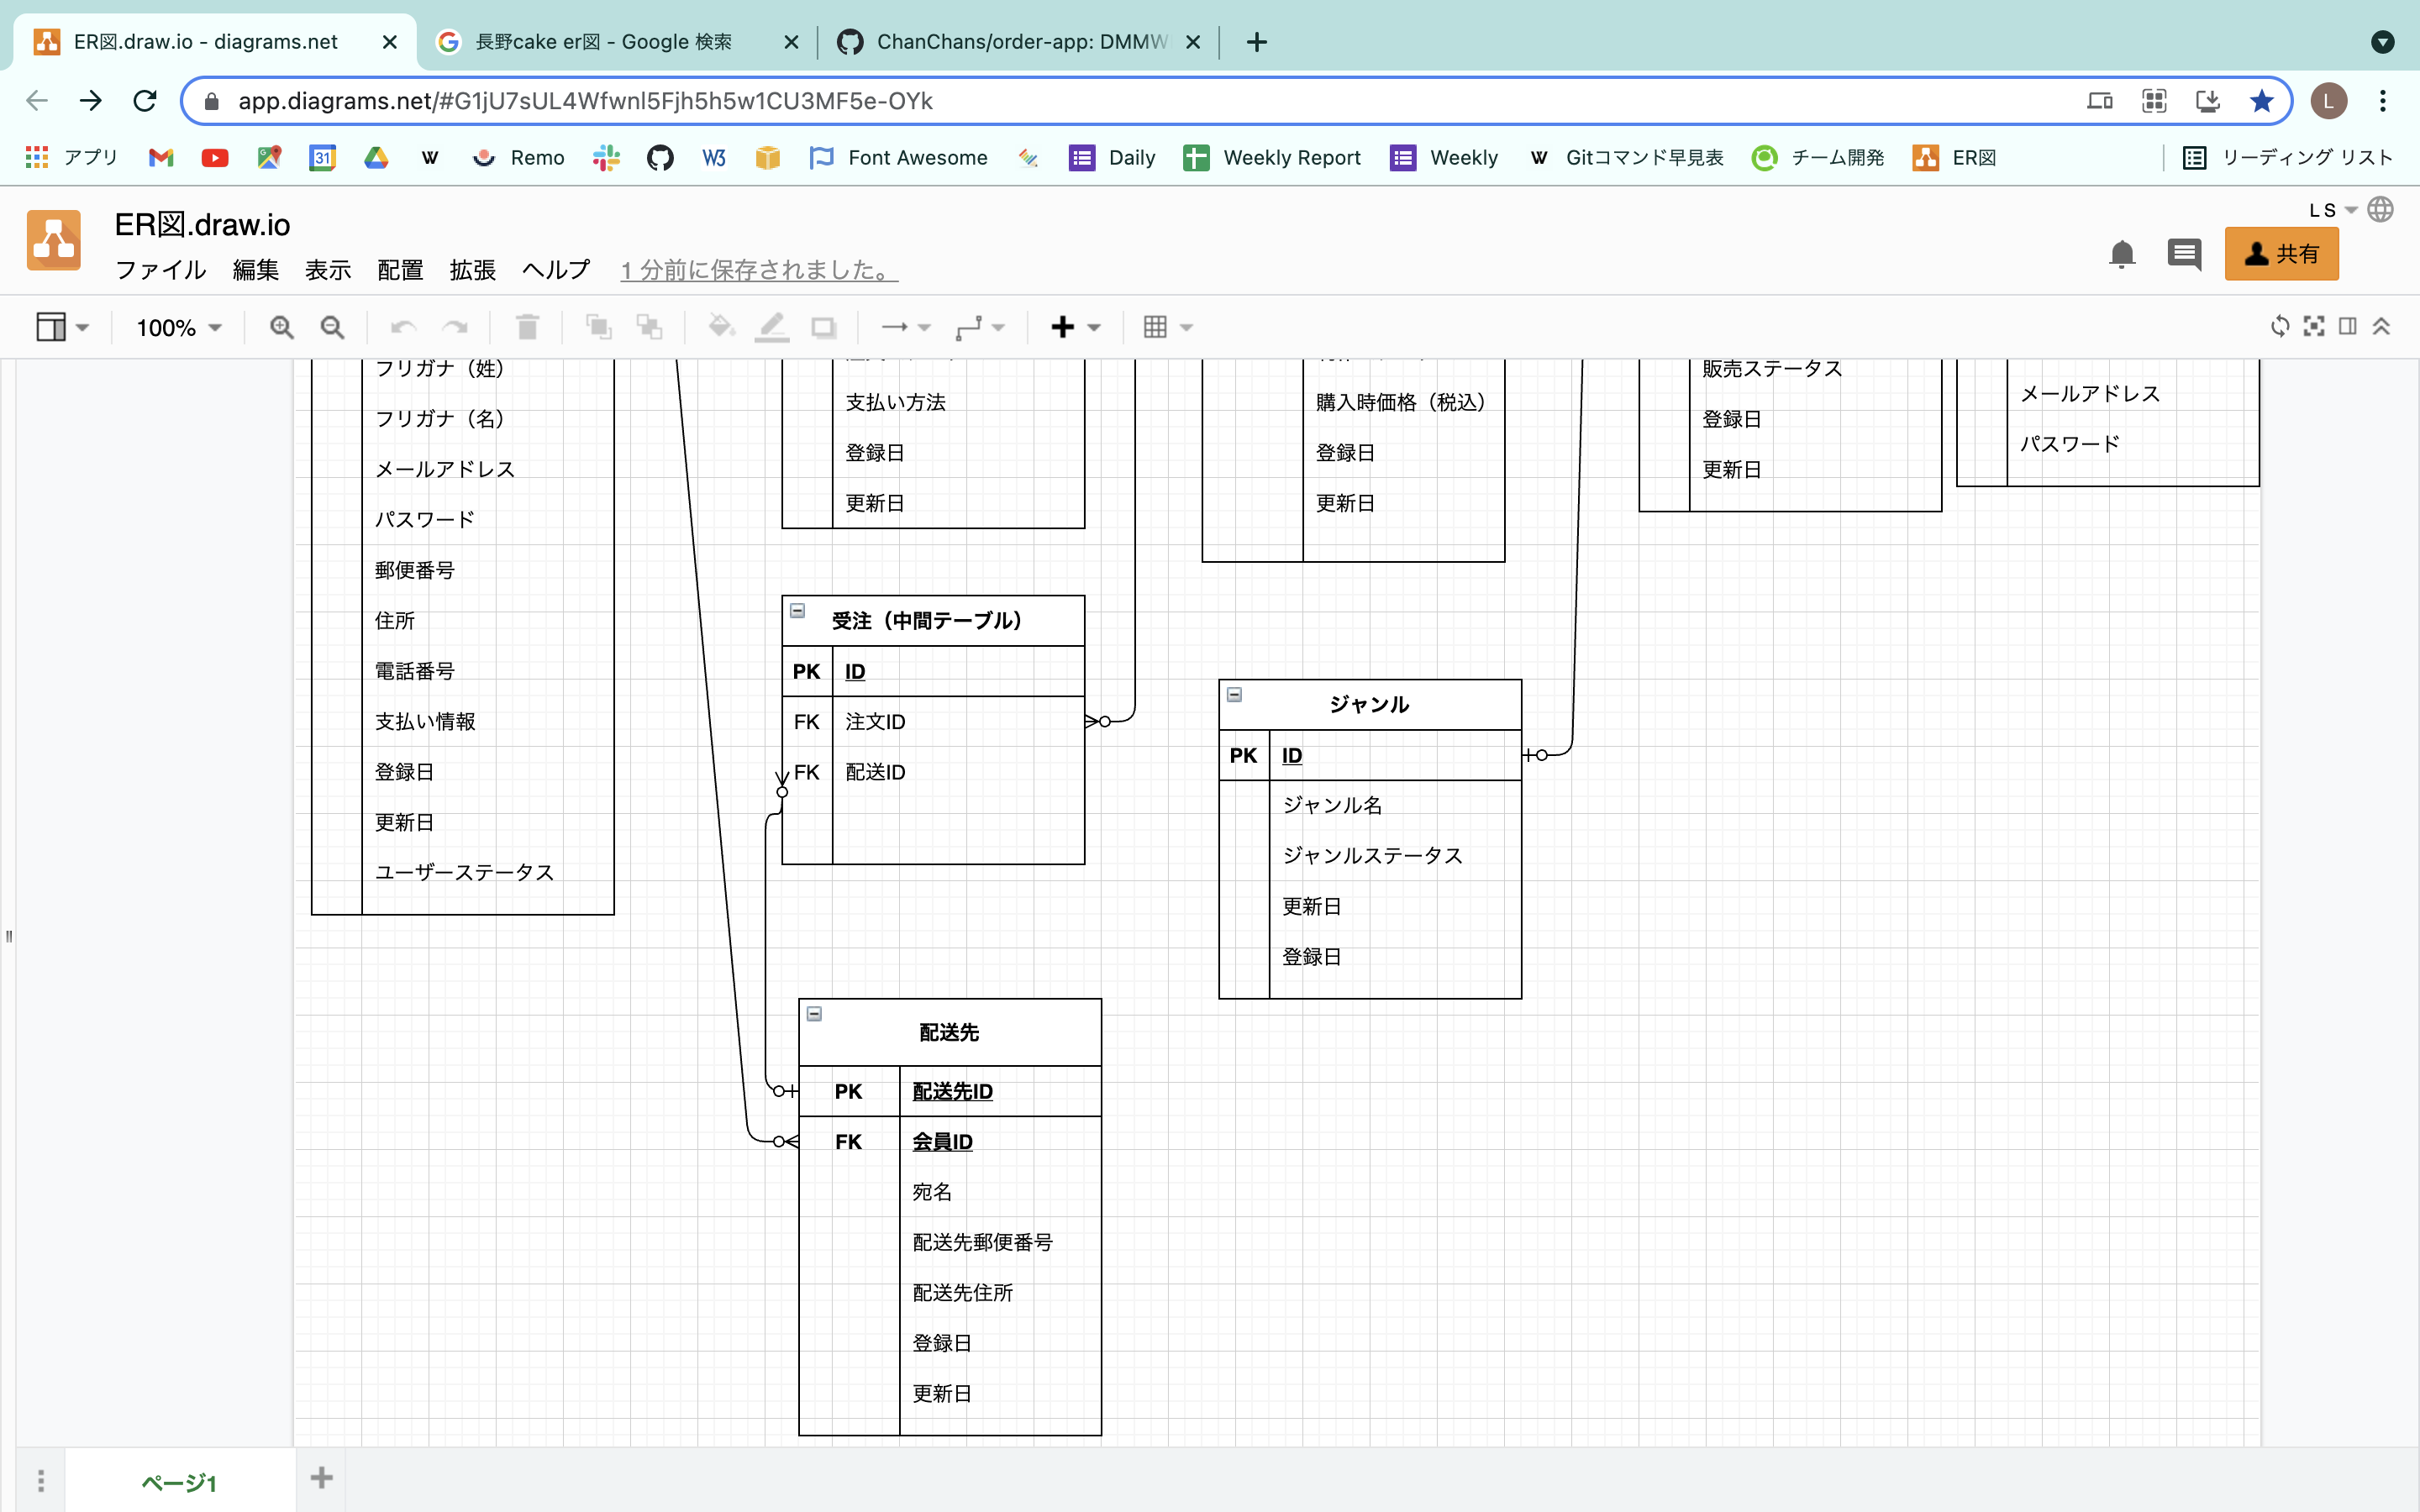 ER図.draw.io - diagrams.net
長野cake er図 - Google 検索
ChanChans/order-app: DMMW
app.diagrams.net/#G1jU7sUL4Wfwnl5Fjh5h5w1CU3MF5e-OYk
L
アプリ
31
W
Remo
W3
Font Awesome
Daily
Weekly Report
Weekly
W Gitコマンド早見表
チーム開発
ER図
リーディング リスト
ER図.draw.io
L S
ファイル 編集 表示 配置 拡張 ヘルプ 1 分前に保存されました。
共有
100%
フリガナ（姓）
フリガナ（名）
メールアドレス
パスワード
郵便番号
住所
電話番号
支払い情報
登録日
更新日
ユーザーステータス
支払い方法
登録日
更新日
購入時価格（税込）
登録日
更新日
販売ステータス
登録日
更新日
メールアドレス
パスワード
受注（中間テーブル）
PK ID
FK 注文ID
FK 配送ID
ジャンル
PK ID
ジャンル名
ジャンルステータス
更新日
登録日
配送先
PK 配送先ID
FK 会員ID
宛名
配送先郵便番号
配送先住所
登録日
更新日
ページ1